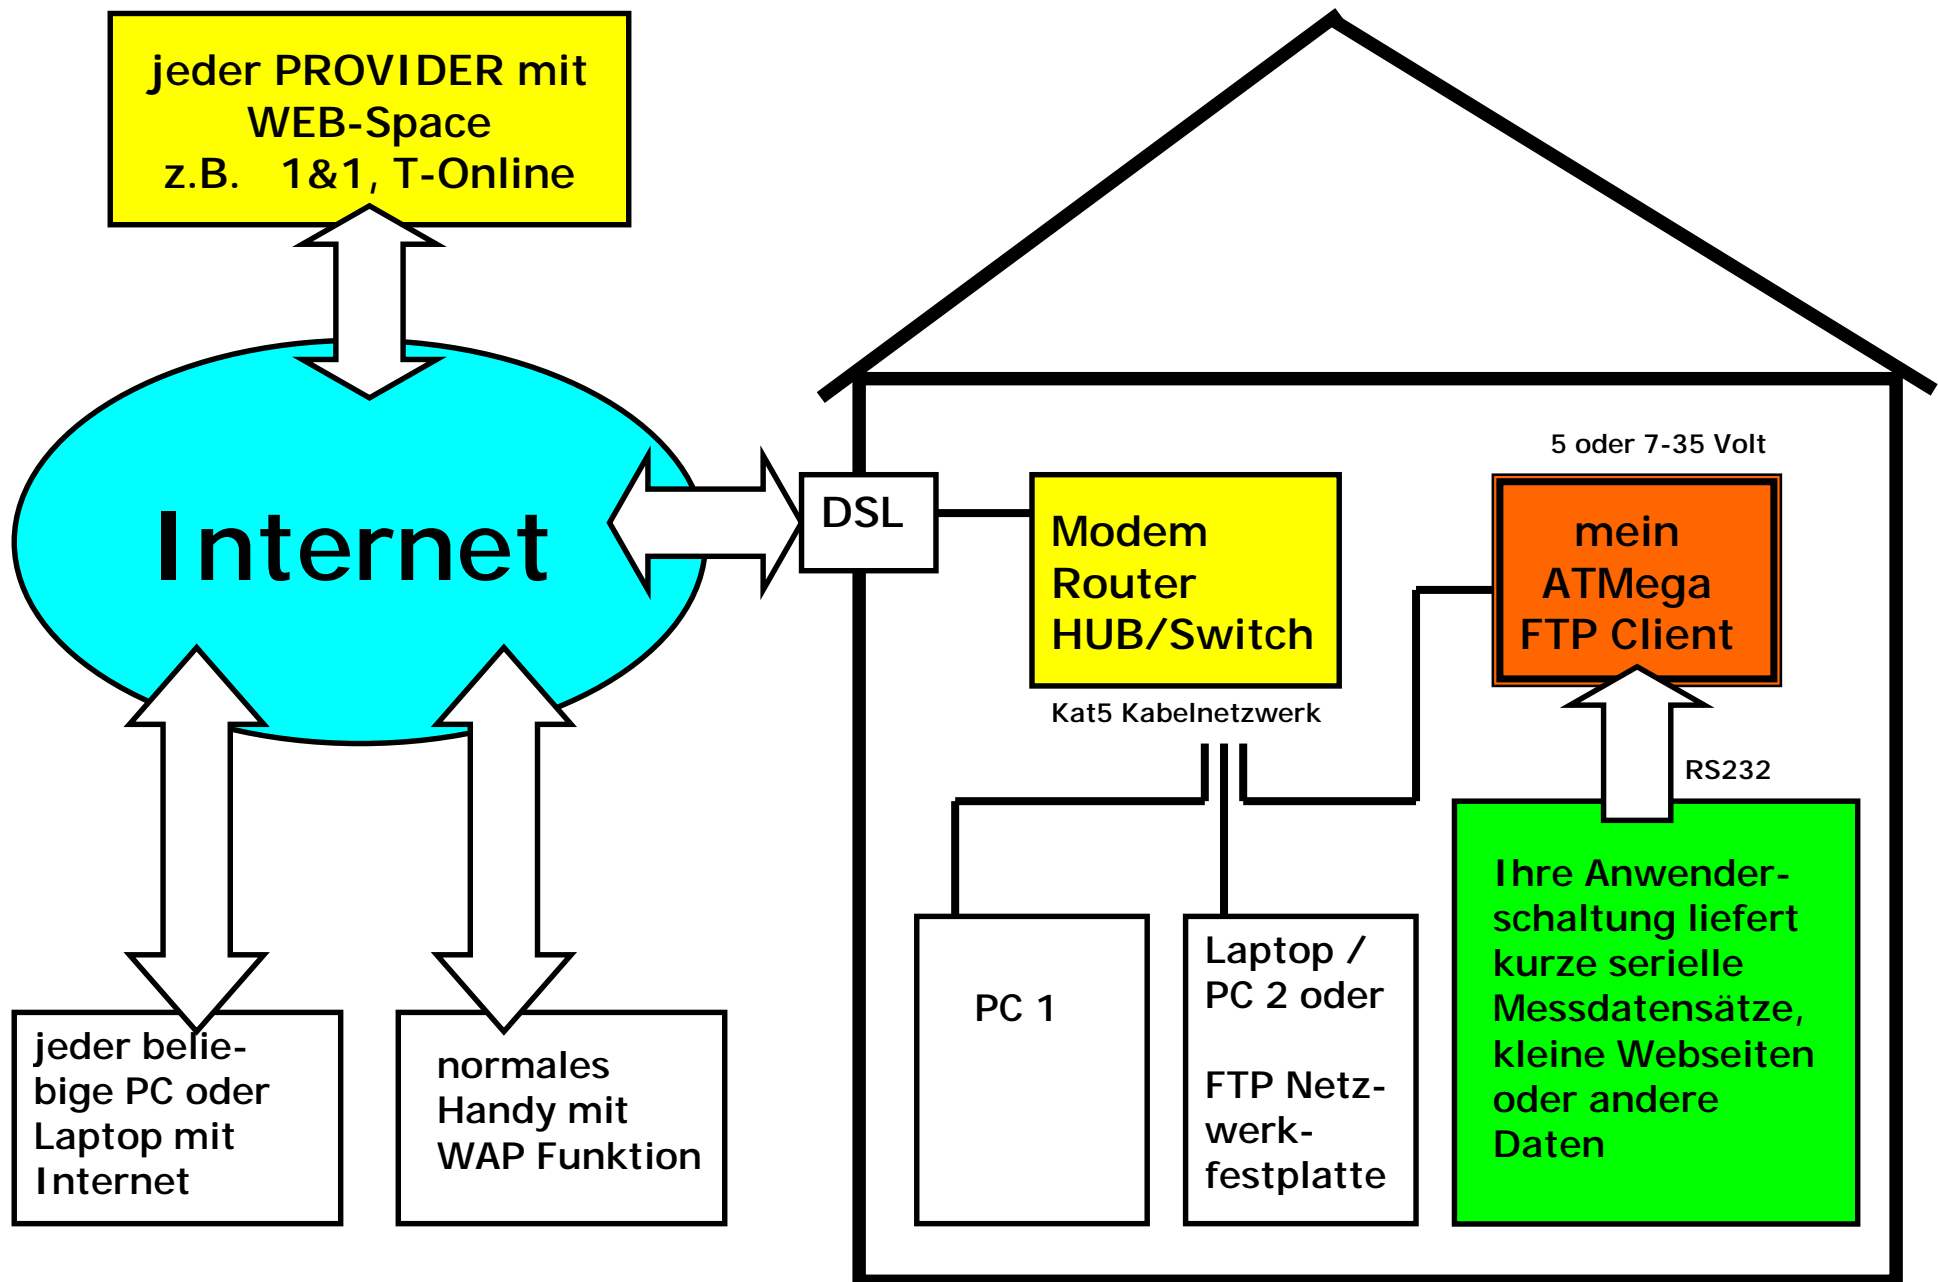 jeder PROVIDER mit
WEB-Space
z.B. 1&1, T-Online
Internet
DSL
Modem
Router
HUB/Switch
Kat5 Kabelnetzwerk
5 oder 7-35 Volt
mein
ATMega
FTP Client
RS232
jeder belie-
bige PC oder
Laptop mit
Internet
normales
Handy mit
WAP Funktion
PC 1
Laptop /
PC 2 oder
FTP Netz-
werk-
festplatte
Ihre Anwender-
schaltung liefert
kurze serielle
Messdatensätze,
kleine Webseiten
oder andere
Daten